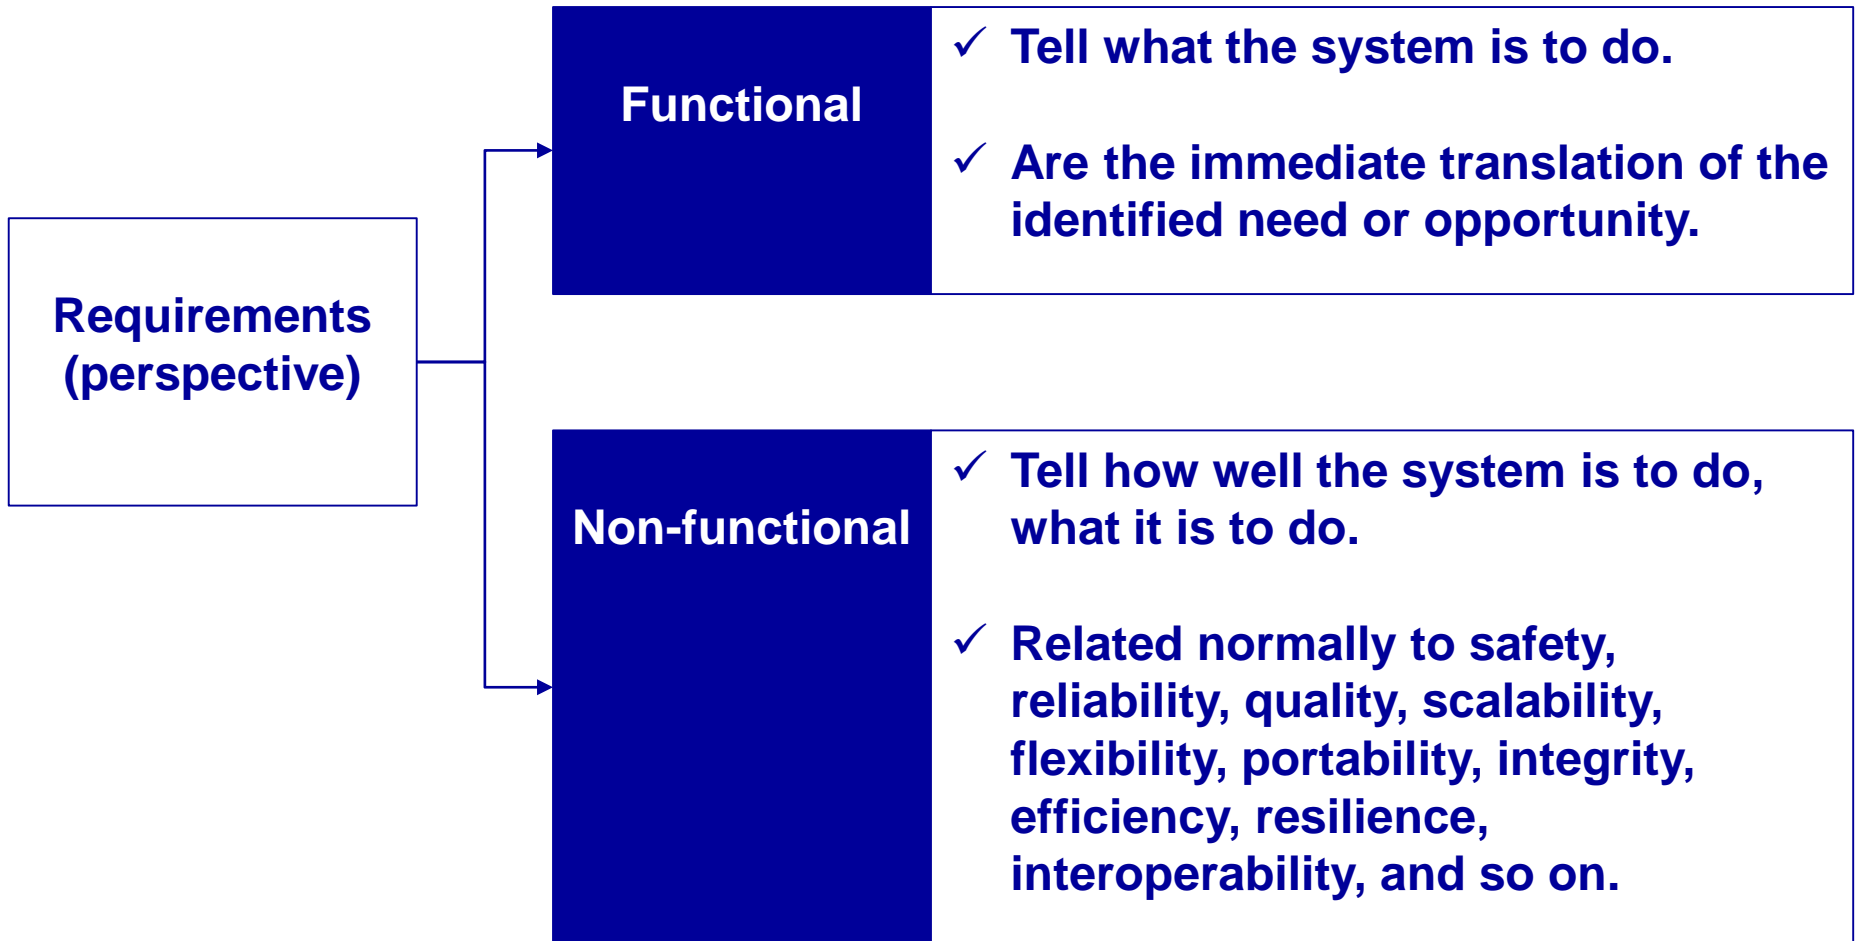 Requirements
(perspective)
Functional
✓ Tell what the system is to do.
✓ Are the immediate translation of the
identified need or opportunity.
Non-functional
✓ Tell how well the system is to do,
what it is to do.
✓ Related normally to safety,
reliability, quality, scalability,
flexibility, portability, integrity,
efficiency, resilience,
interoperability, and so on.